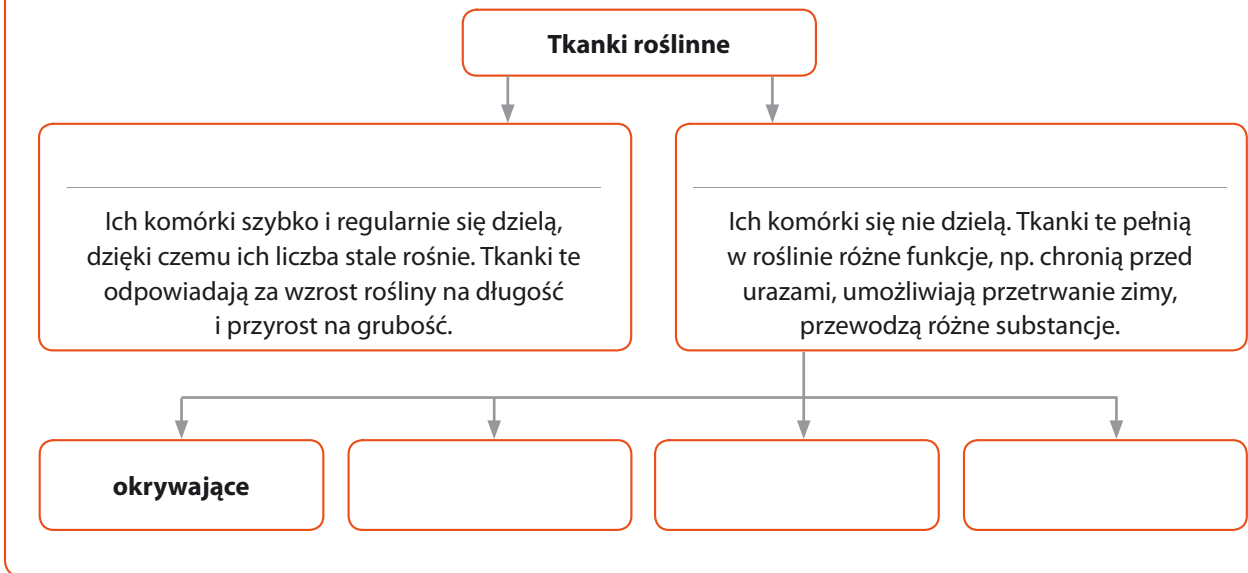 Tkanki roślinne
Ich komórki szybko i regularnie się dzielą,
dzięki czemu ich liczba stale rośnie. Tkanki te
odpowiadają za wzrost rośliny na długość
i przyrost na grubość.
Ich komórki się nie dzielą. Tkanki te pełnią
w roślinie różne funkcje, np. chronią przed
urazami, umożliwiają przetrwanie zimy,
przewodzą różne substancje.
okrywające